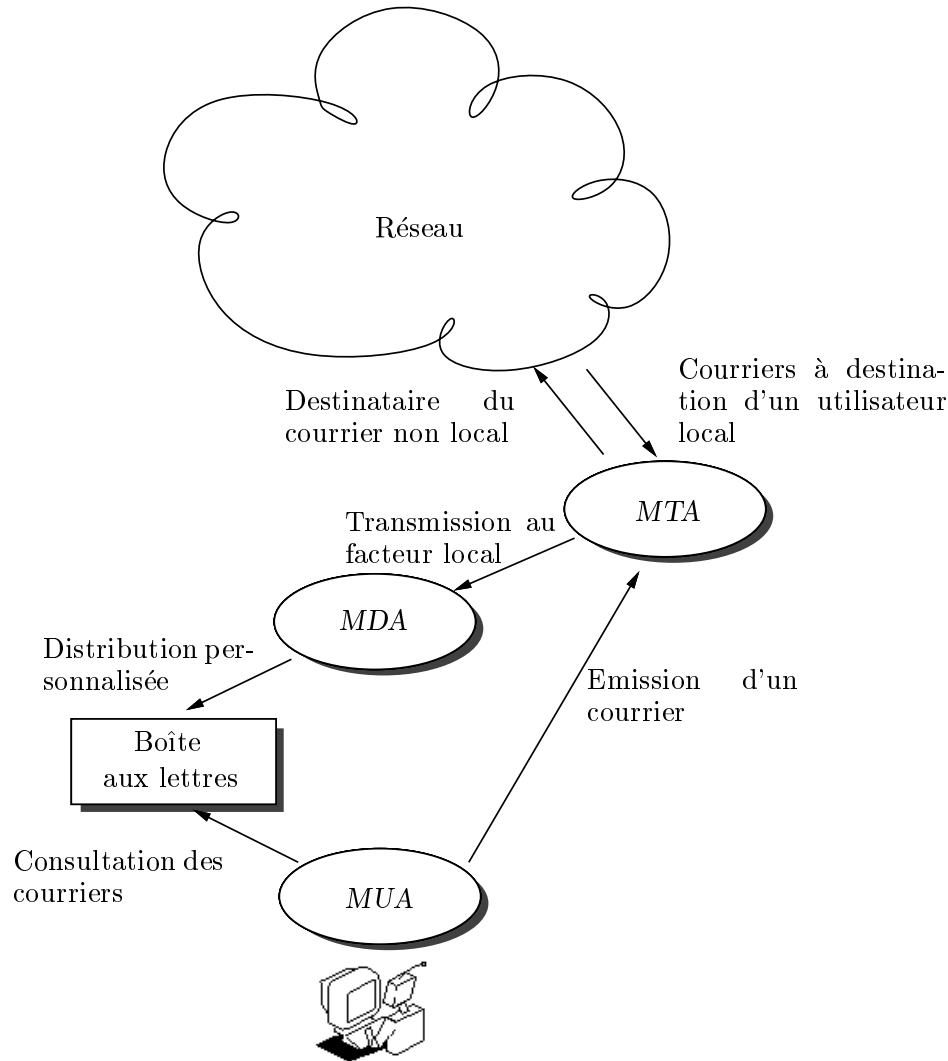 Réseau
Destinataire du
courrier non local
Courriers à destina-
tion d'un utilisateur
local
MTA
Transmission au
facteur local
MDA
Distribution per-
sonnalisée
Emission d'un
courrier
Boîte
aux lettres
Consultation des
courriers
MUA